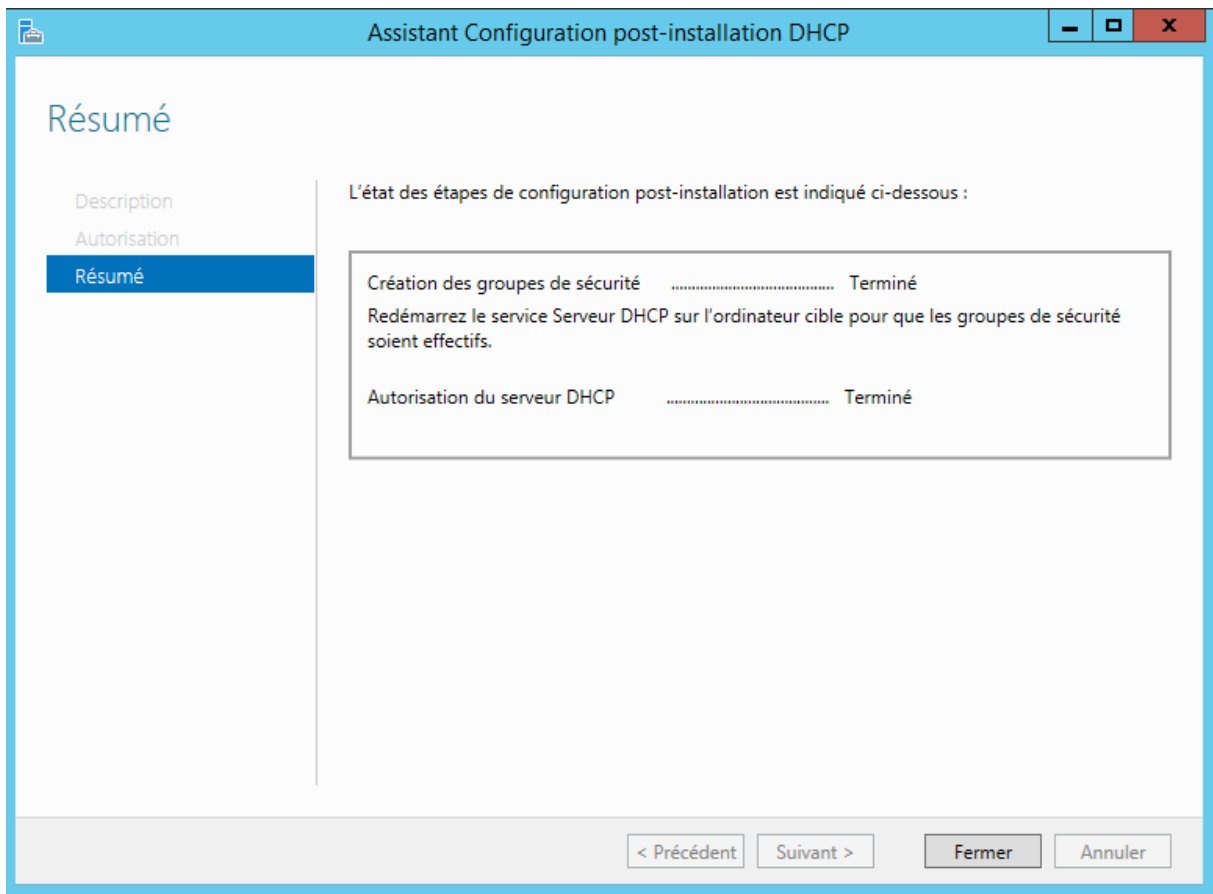 Assistant Configuration post-installation DHCP
Résumé
Description
Autorisation
Résumé
L'état des étapes de configuration post-installation est indiqué ci-dessous :
Création des groupes de sécurité ........................................ Terminé
Redémarrez le service Serveur DHCP sur l'ordinateur cible pour que les groupes de sécurité
soient effectifs.
Autorisation du serveur DHCP ........................................ Terminé
< Précédent
Suivant >
Fermer
Annuler